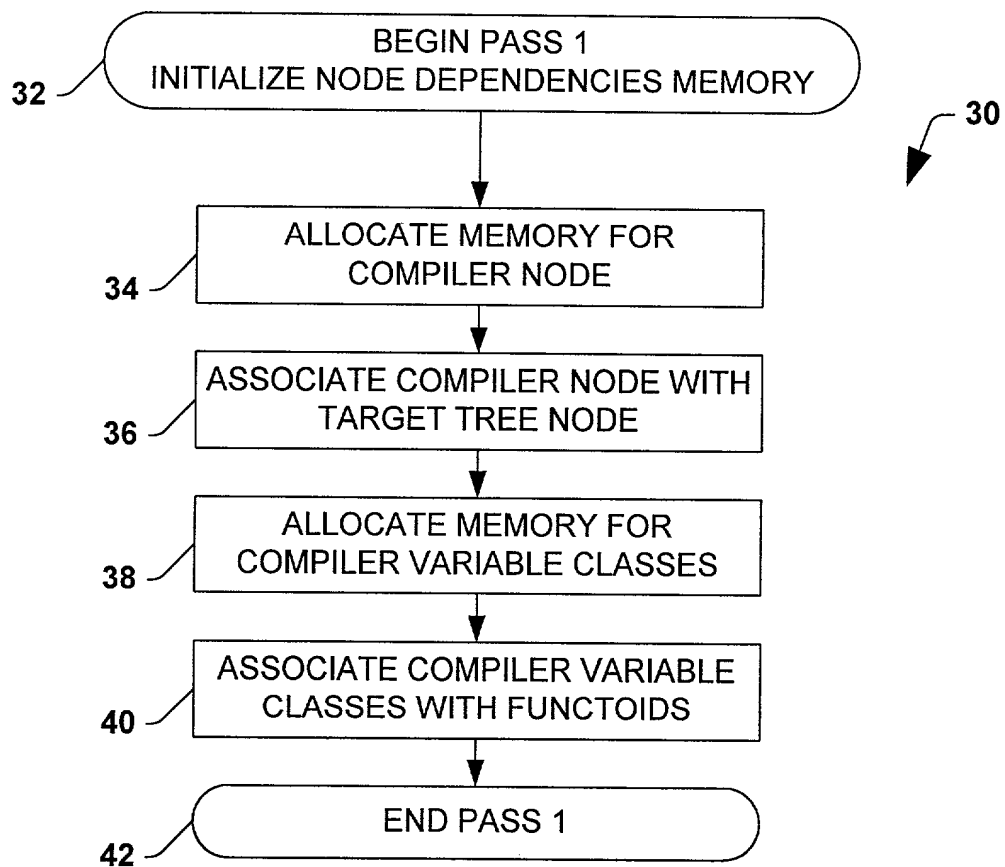 BEGIN PASS 1
INITIALIZE NODE DEPENDENCIES MEMORY
32
30
ALLOCATE MEMORY FOR
COMPILER NODE
34
ASSOCIATE COMPILER NODE WITH
TARGET TREE NODE
36
ALLOCATE MEMORY FOR
COMPILER VARIABLE CLASSES
38
ASSOCIATE COMPILER VARIABLE
CLASSES WITH FUNCTOIDS
40
END PASS 1
42